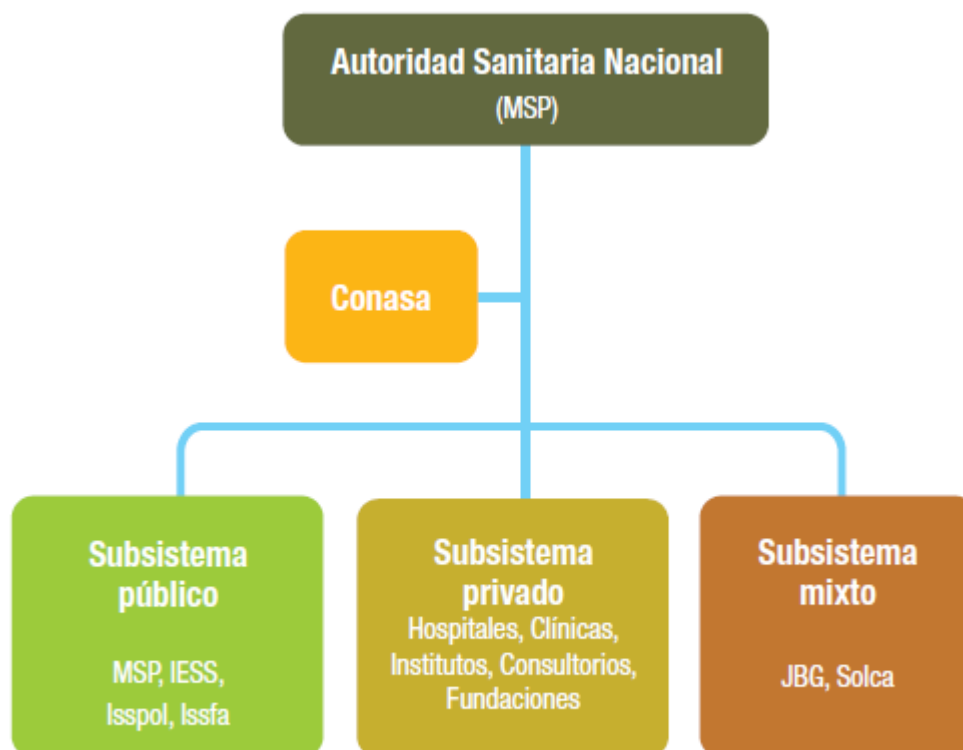 Autoridad Sanitaria Nacional
(MSP)
Conasa
Subsistema
público
MSP, IESS,
Isspol, Issfa
Subsistema
privado
Hospitales, Clínicas,
Institutos, Consultorios,
Fundaciones
Subsistema
mixto
JBG, Solca